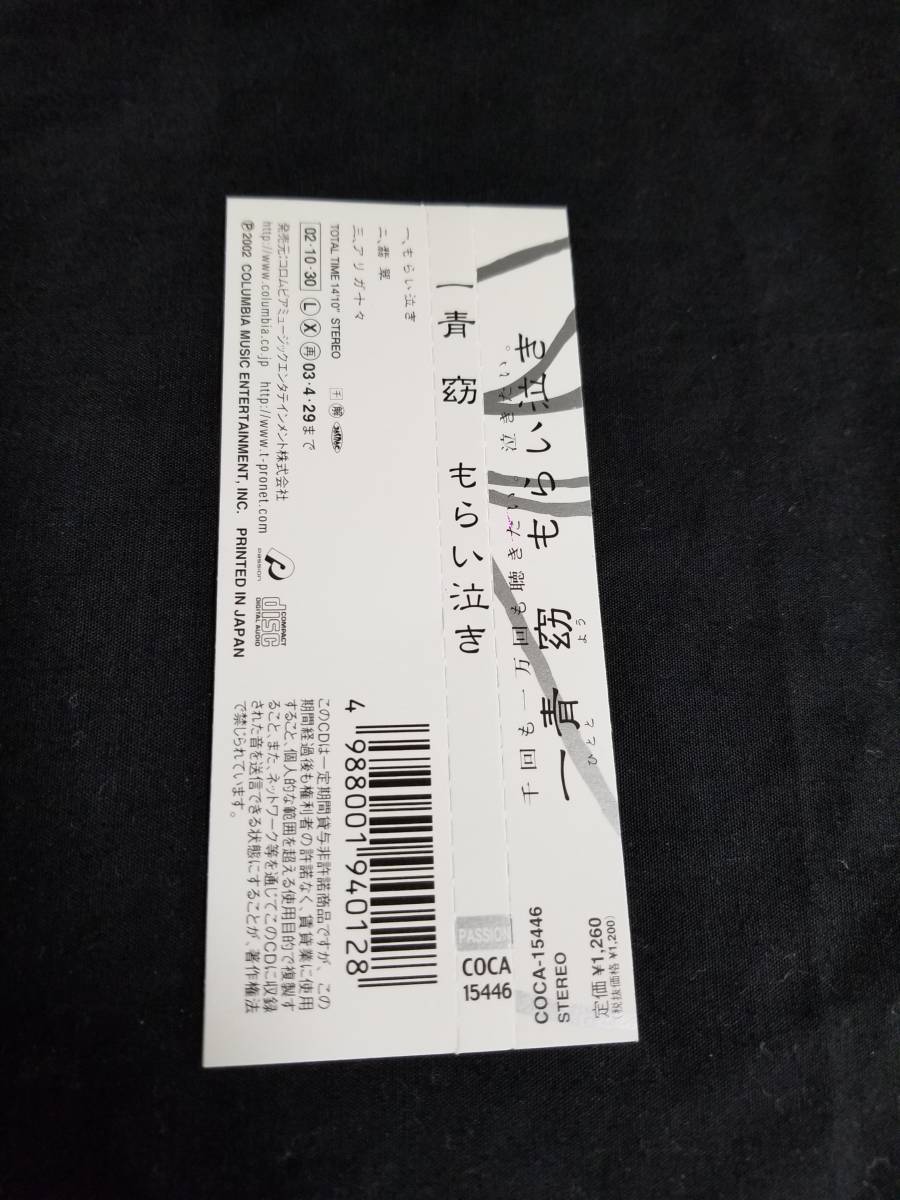 千回も一万回も聴きたい。泣きたい。
一青窈 もらい泣き
ひとと よう
COCA-15446
STEREO
定価¥1,260
(税抜価格 ¥1,200)
一青 窈 もらい泣き
PASSION
COCA
15446
一、もらい泣き
二、翡翠
三、アリガ十々
TOTAL TIME 14'10" STEREO
02・10・30 L X 再 03・4・29まで
発売元:コロムビアミュージックエンタテインメント株式会社
http://www.columbia.co.jp http://www.t-pronet.com
Ⓟ2002 COLUMBIA MUSIC ENTERTAINMENT, INC. PRINTED IN JAPAN
passion
COMPACT
disc
DIGITAL AUDIO
4 988001 940128
このCDは一定期間貸与非許諾商品ですが、この
期間経過後も権利者の許諾なく、賃貸業に使用
すること、個人的な範囲を超える使用目的で複製す
ること、また、ネットワーク等を通じてこのCDに収録
された音を送信できる状態にすることが、著作権法
で禁じられています。